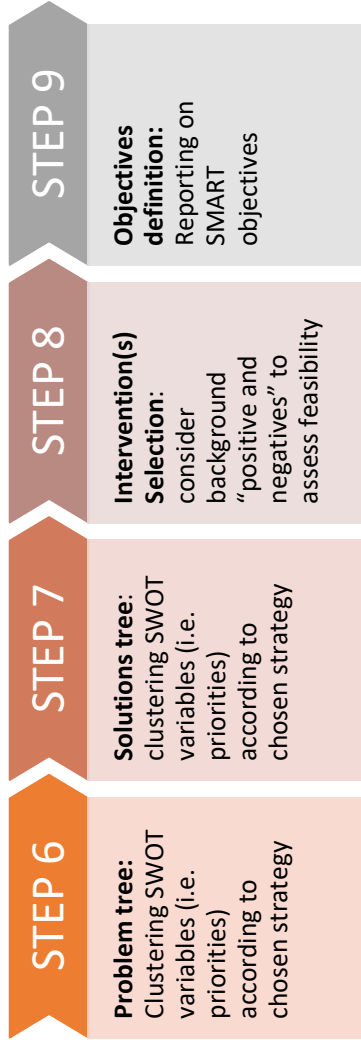 STEP 6
Problem tree:
Clustering SWOT
variables (i.e.
priorities)
according to
chosen strategy
STEP 7
Solutions tree:
clustering SWOT
variables (i.e.
priorities)
according to
chosen strategy
STEP 8
Intervention(s)
Selection:
consider
background
“positive and
negatives” to
assess feasibility
STEP 9
Objectives
definition:
Reporting on
SMART
objectives